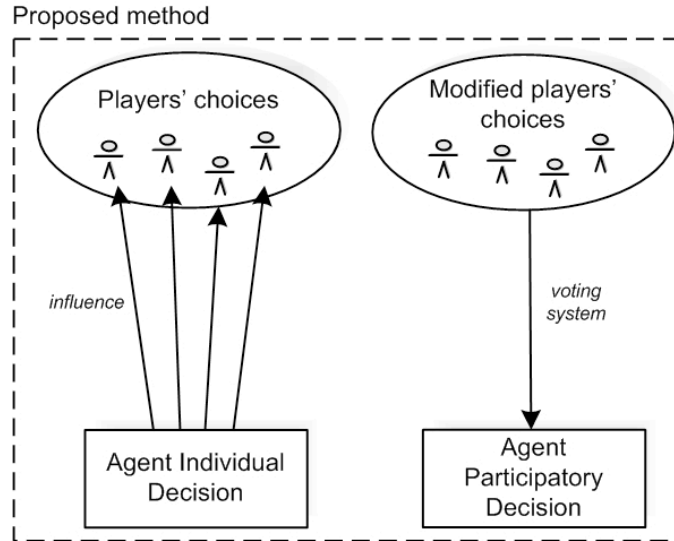 Proposed method
Players' choices
influence
Agent Individual
Decision
Modified players'
choices
voting
system
Agent
Participatory
Decision